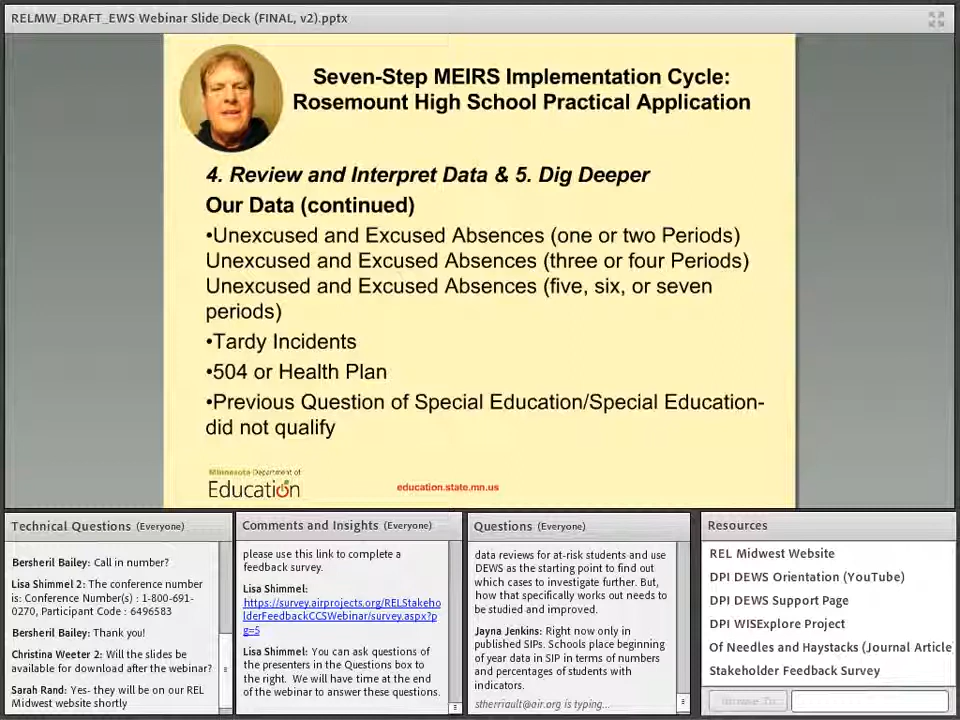 RELMW_DRAFT_EWS Webinar Slide Deck (FINAL, v2).pptx
Seven-Step MEIRS Implementation Cycle:
Rosemount High School Practical Application
4. Review and Interpret Data & 5. Dig Deeper
Our Data (continued)
•Unexcused and Excused Absences (one or two Periods)
Unexcused and Excused Absences (three or four Periods)
Unexcused and Excused Absences (five, six, or seven
periods)
•Tardy Incidents
•504 or Health Plan
•Previous Question of Special Education/Special Education-
did not qualify
Minnesota Department of
Education
education.state.mn.us
Technical Questions (Everyone)
Bersheril Bailey: Call in number?
Lisa Shimmel 2: The conference number
is: Conference Number(s) : 1-800-691-
0270, Participant Code : 6496583
Bersheril Bailey: Thank you!
Christina Weeter 2: Will the slides be
available for download after the webinar?
Sarah Rand: Yes- they will be on our REL
Midwest website shortly
Comments and Insights (Everyone)
please use this link to complete a
feedback survey.
Lisa Shimmel:
https://survey.airprojects.org/RELStakeho
lderFeedbackCCSWebinar/survey.aspx?p
g=5
Lisa Shimmel: You can ask questions of
the presenters in the Questions box to
the right. We will have time at the end
of the webinar to answer these questions.
Questions (Everyone)
data reviews for at-risk students and use
DEWS as the starting point to find out
which cases to investigate further. But,
how that specifically works out needs to
be studied and improved.
Jayna Jenkins: Right now only in
published SIPs. Schools place beginning
of year data in SIP in terms of numbers
and percentages of students with
indicators.
stherriault@air.org is typing...
Resources
REL Midwest Website
DPI DEWS Orientation (YouTube)
DPI DEWS Support Page
DPI WISExplore Project
Of Needles and Haystacks (Journal Article
Stakeholder Feedback Survey
Browse To